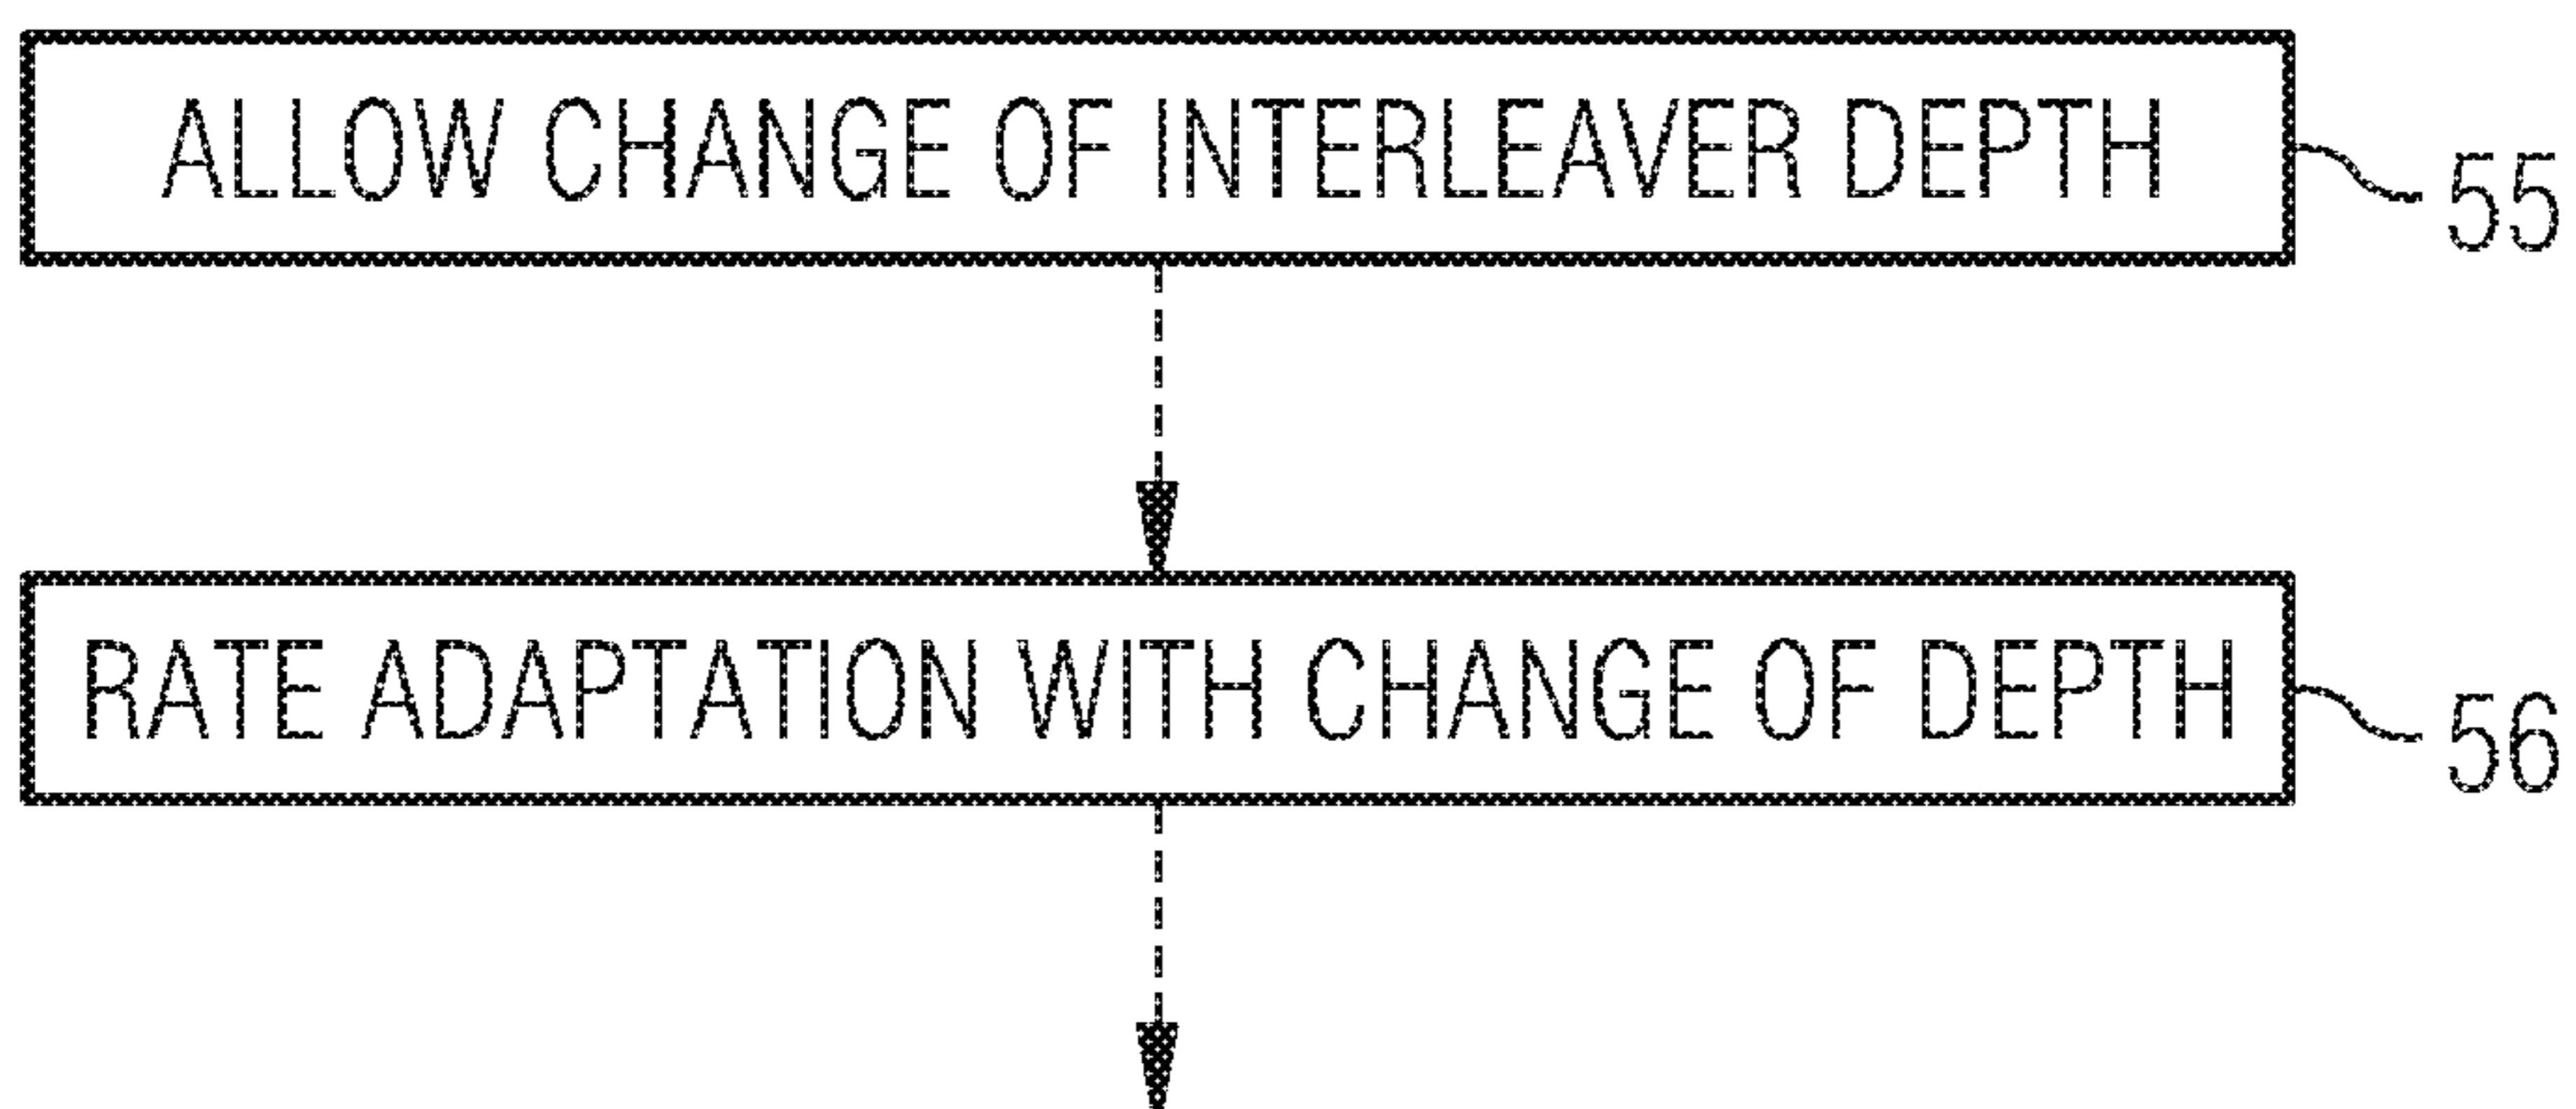 ALLOW CHANGE OF INTERLEAVER DEPTH
55
RATE ADAPTATION WITH CHANGE OF DEPTH
56